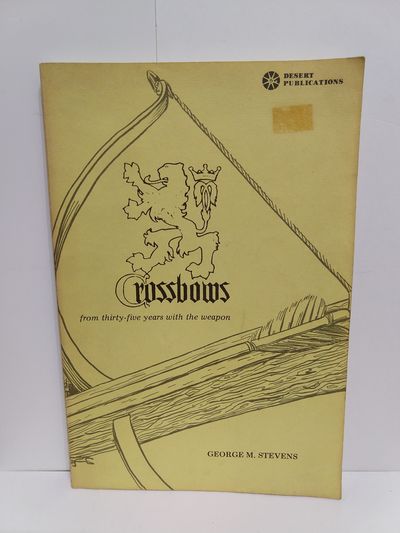 DESERT
PUBLICATIONS
Crossbows
from thirty-five years with the weapon
GEORGE M. STEVENS